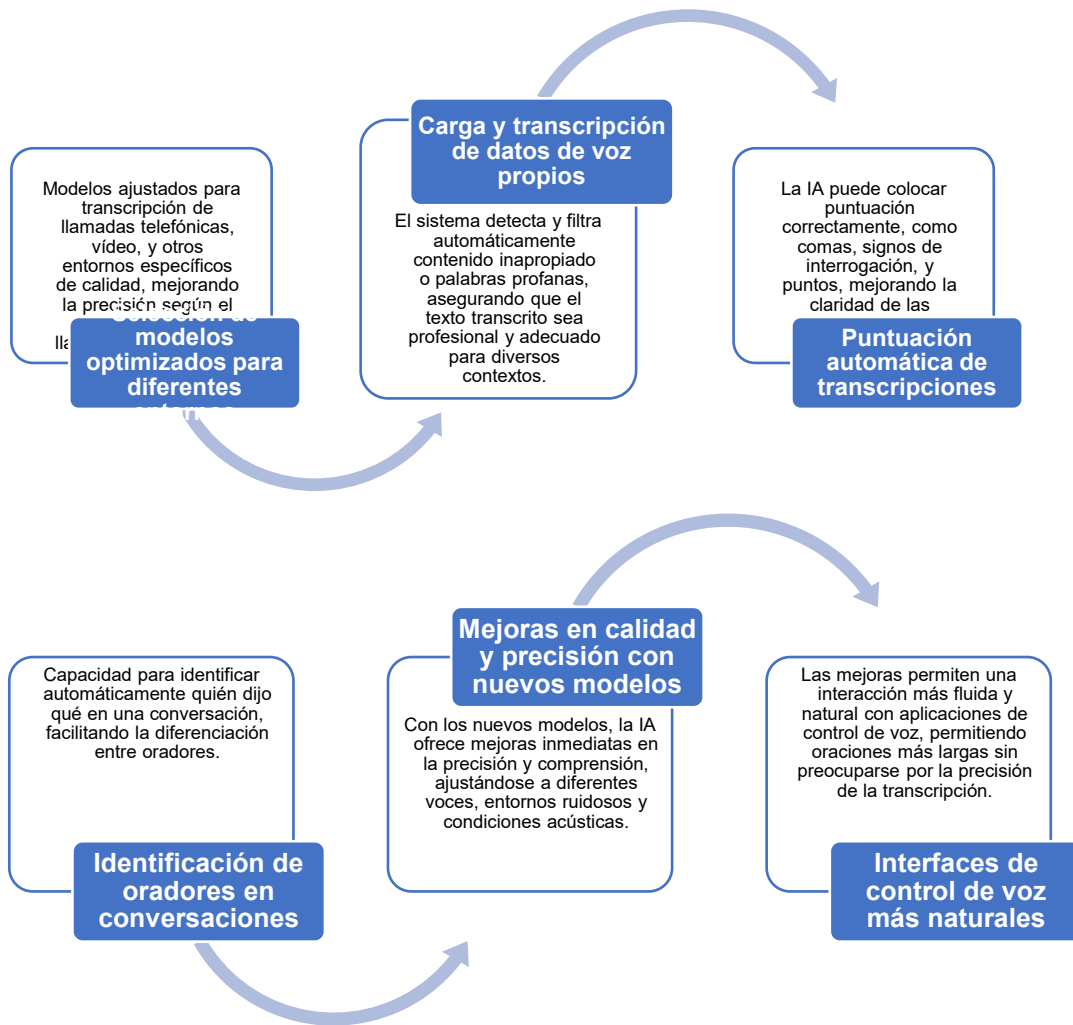 Modelos ajustados para
transcripción de
llamadas telefónicas,
vídeo, y otros
entornos específicos
de calidad, mejorando
la precisión según el
modelos
optimizados para
diferentes
Carga y transcripción
de datos de voz
propios
El sistema detecta y filtra
automáticamente
contenido inapropiado
o palabras profanas,
asegurando que el
texto transcrito sea
profesional y adecuado
para diversos
contextos.
La IA puede colocar
puntuación
correctamente, como
comas, signos de
interrogación, y
puntos, mejorando la
claridad de las
Puntuación
automática de
transcripciones
Capacidad para identificar
automáticamente quién dijo
qué en una conversación,
facilitando la diferenciación
entre oradores.
Identificación de
oradores en
conversaciones
Mejoras en calidad
y precisión con
nuevos modelos
Con los nuevos modelos, la IA
ofrece mejoras inmediatas en
la precisión y comprensión,
ajustándose a diferentes
voces, entornos ruidosos y
condiciones acústicas.
Las mejoras permiten una
interacción más fluida y
natural con aplicaciones de
control de voz, permitiendo
oraciones más largas sin
preocuparse por la precisión
de la transcripción.
Interfaces de
control de voz
más naturales